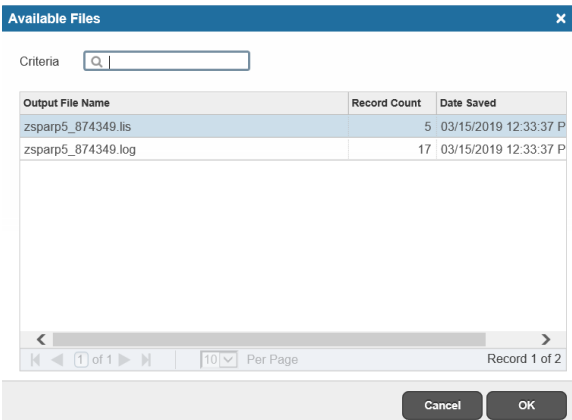 Available Files
Criteria
Output File Name Record Count Date Saved
zsparp5_874349.lis 5 03/15/2019 12:33:37 P
zsparp5_874349.log 17 03/15/2019 12:33:37 P
1 of 1 10 Per Page Record 1 of 2
Cancel OK